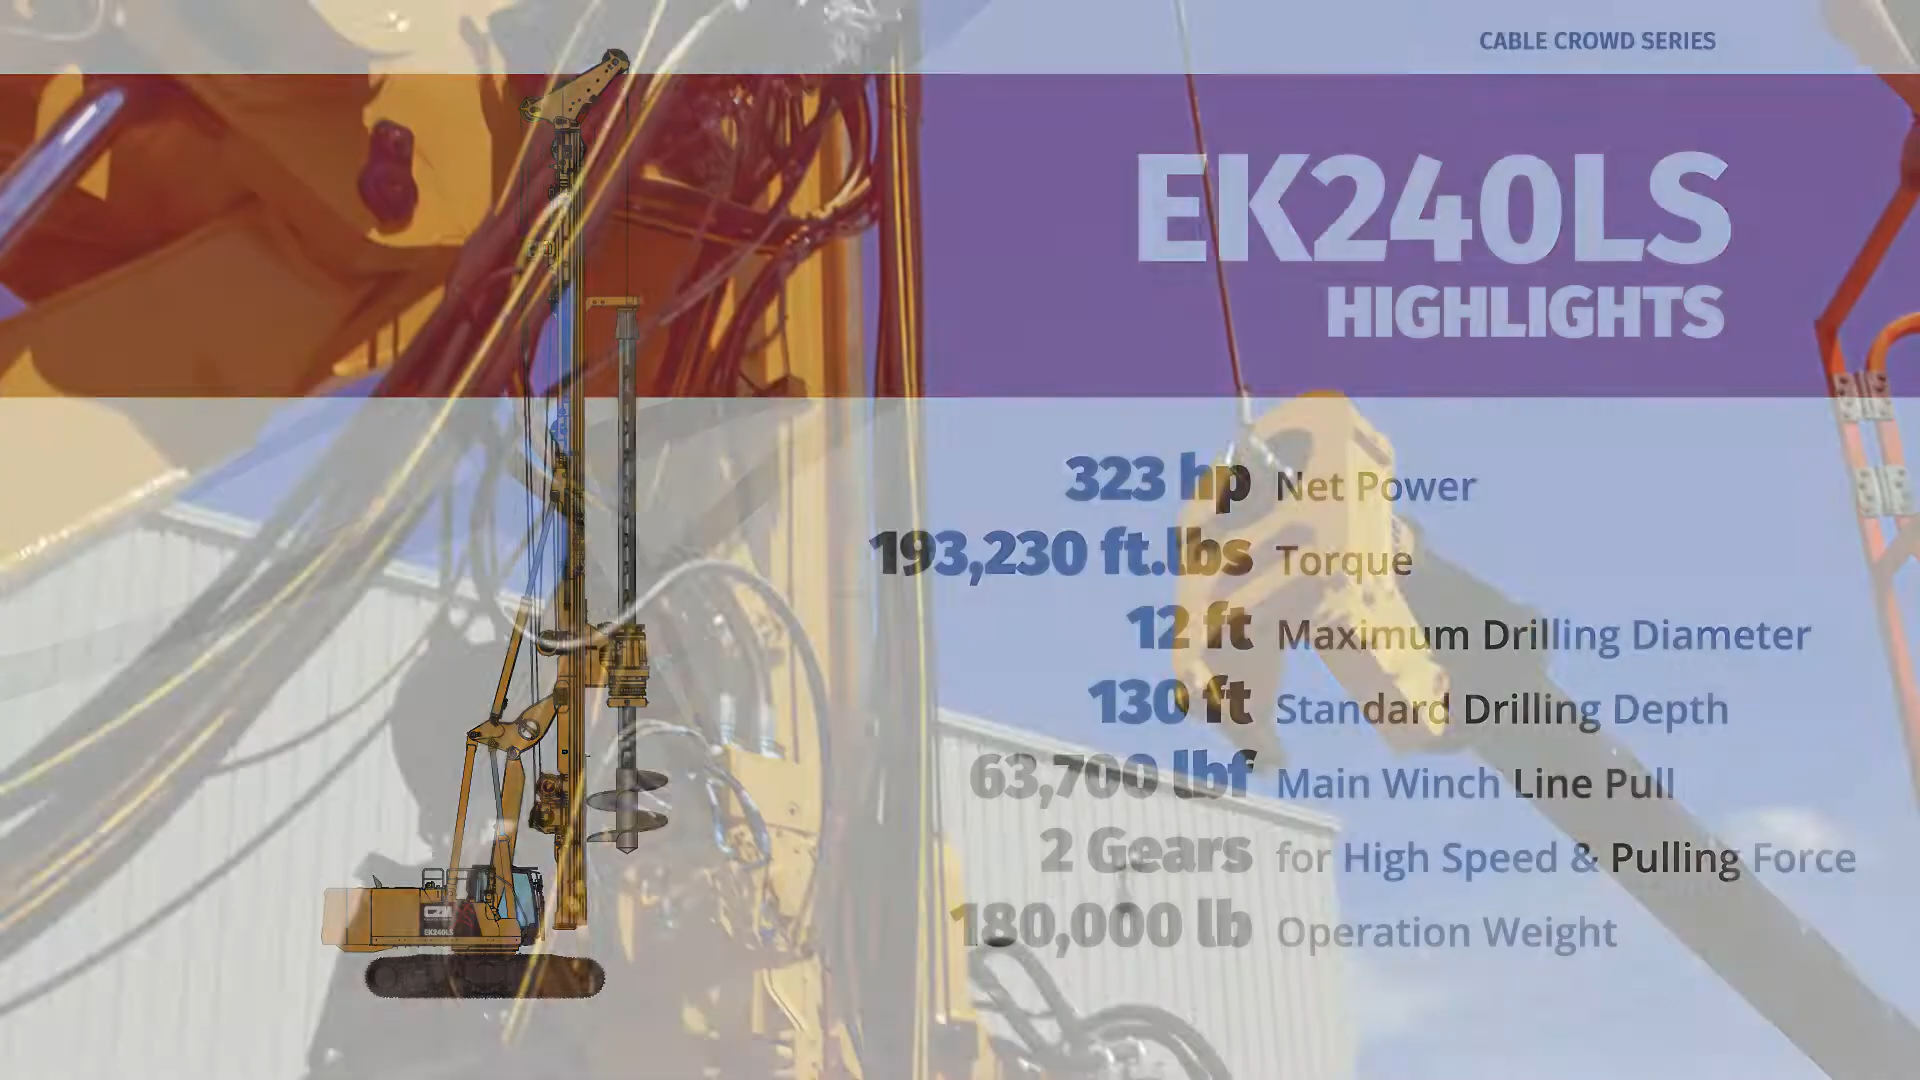 CABLE CROWD SERIES
EK240LS
HIGHLIGHTS
323 hp Net Power
193,230 ft.lbs Torque
12 ft Maximum Drilling Diameter
130 ft Standard Drilling Depth
63,700 lbf Main Winch Line Pull
2 Gears for High Speed & Pulling Force
180,000 lb Operation Weight
CZM
EK240LS